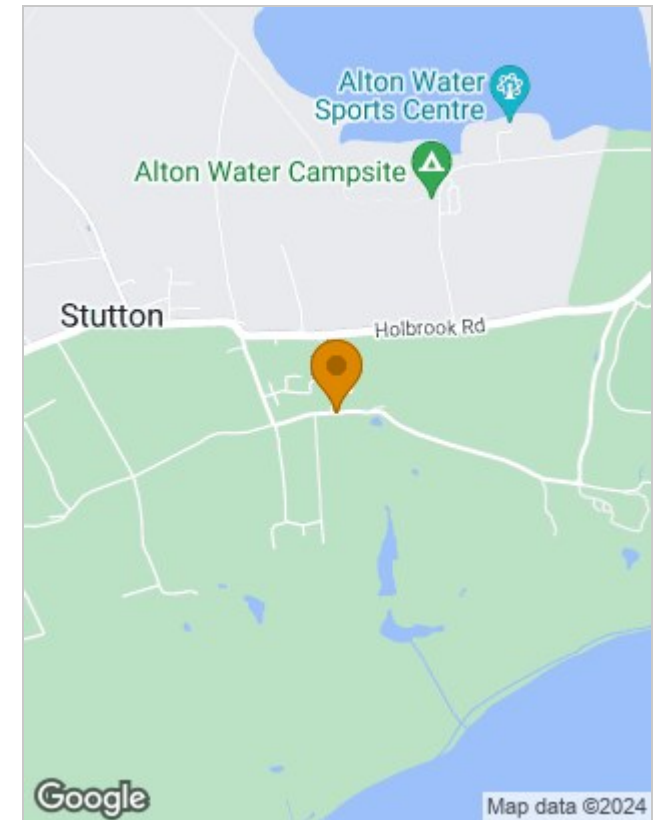 Alton Water
Sports Centre
Alton Water Campsite
Stutton
Holbrook Rd
Google
Map data ©2024